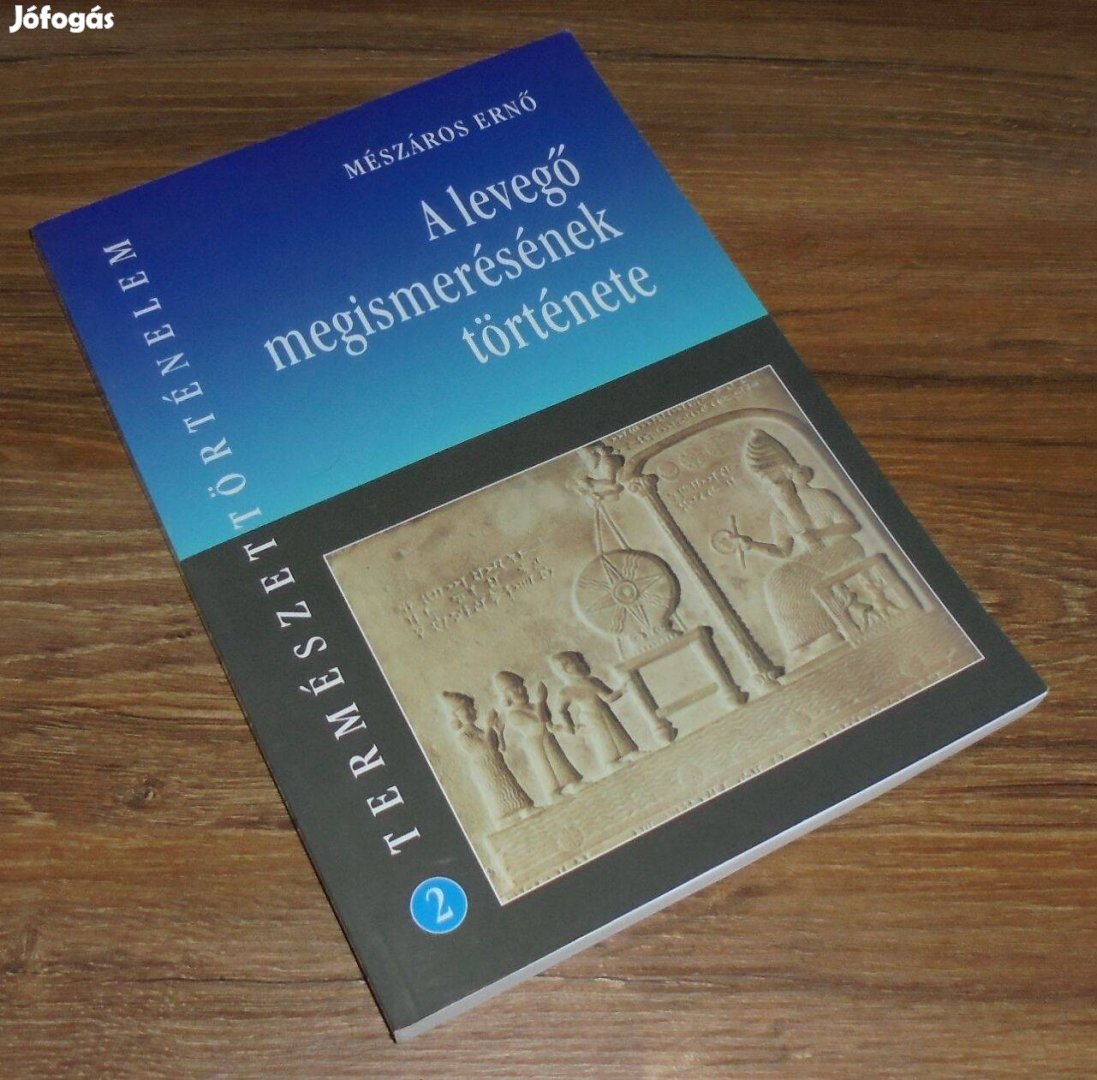 Jófogás
MÉSZÁROS ERNŐ
A levegő
megismerésének
története
TERMÉSZETTÖRTÉNELEM
2